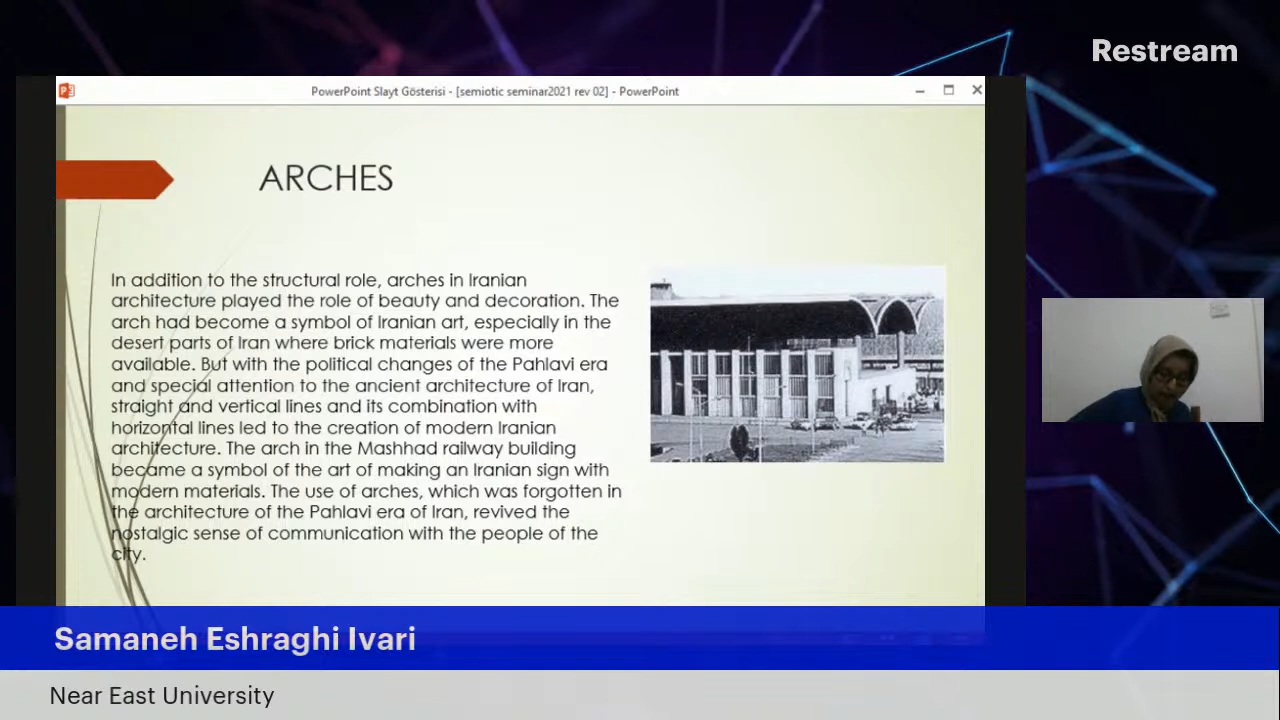 Restream
PowerPoint Slayt Gösterisi - [semiotic seminar2021 rev 02] - PowerPoint
ARCHES
In addition to the structural role, arches in Iranian
architecture played the role of beauty and decoration. The
arch had become a symbol of Iranian art, especially in the
desert parts of Iran where brick materials were more
available. But with the political changes of the Pahlavi era
and special attention to the ancient architecture of Iran,
straight and vertical lines and its combination with
horizontal lines led to the creation of modern Iranian
architecture. The arch in the Mashhad railway building
became a symbol of the art of making an Iranian sign with
modern materials. The use of arches, which was forgotten in
the architecture of the Pahlavi era of Iran, revived the
nostalgic sense of communication with the people of the
city.
Samaneh Eshraghi Ivari
Near East University